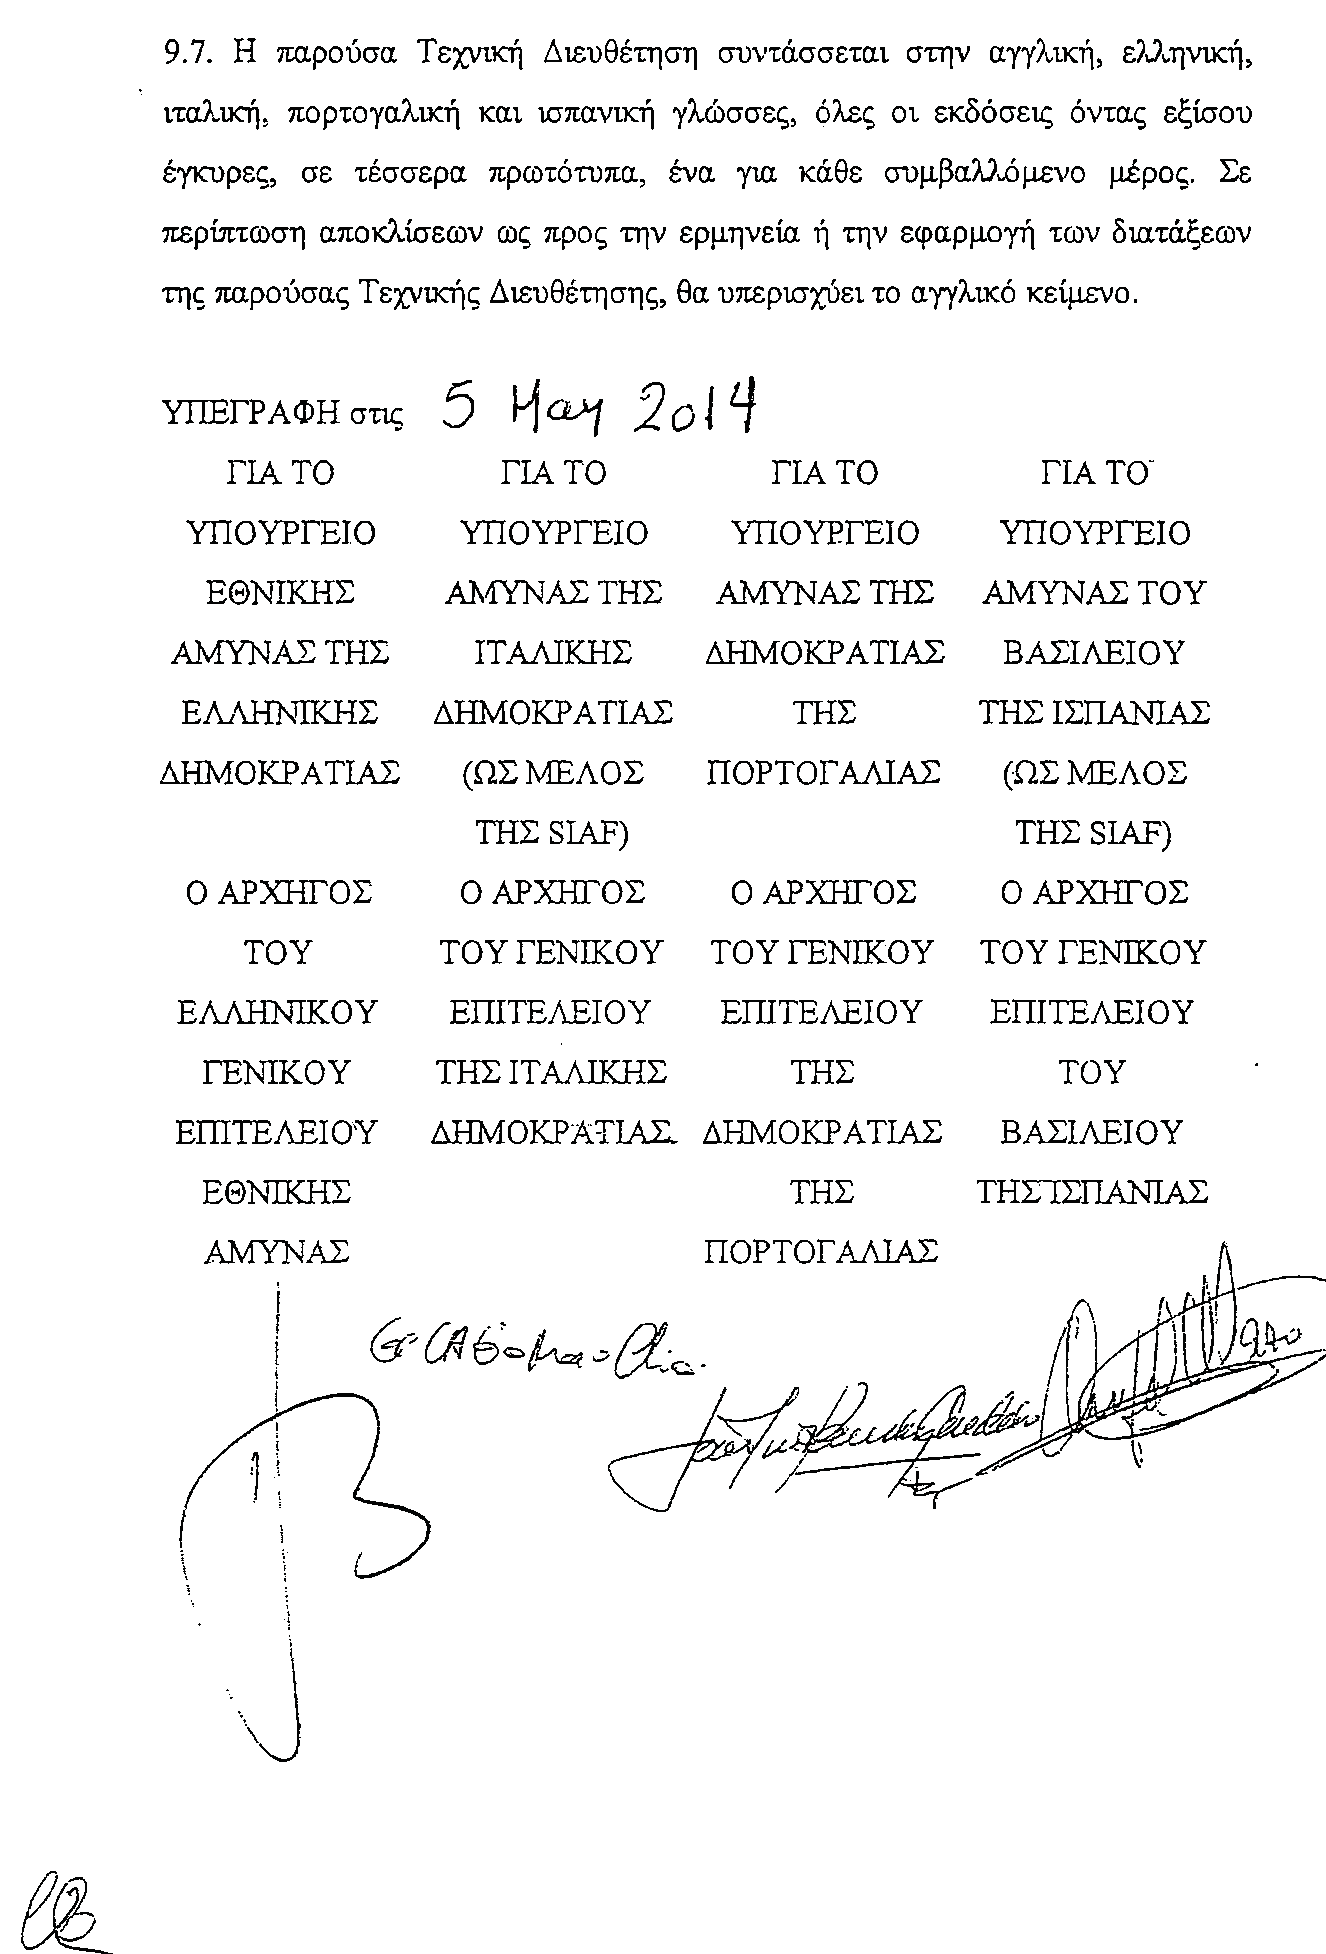 9.7. Η παρούσα Τεχνική Διευθέτηση συντάσσεται στην αγγλική, ελληνική,
ιταλική, πορτογαλική και ισπανική γλώσσες, όλες οι εκδόσεις όντας εξίσου
έγκυρες, σε τέσσερα πρωτότυπα, ένα για κάθε συμβαλλόμενο μέρος. Σε
περίπτωση αποκλίσεων ως προς την ερμηνεία ή την εφαρμογή των διατάξεων
της παρούσας Τεχνικής Διευθέτησης, θα υπερισχύει το αγγλικό κείμενο.
ΥΠΕΓΡΑΦΗ στις 5 May 2014
ΓΙΑ ΤΟ
ΥΠΟΥΡΓΕΙΟ
ΕΘΝΙΚΗΣ
ΑΜΥΝΑΣ ΤΗΣ
ΕΛΛΗΝΙΚΗΣ
ΔΗΜΟΚΡΑΤΙΑΣ
Ο ΑΡΧΗΓΟΣ
ΤΟΥ
ΕΛΛΗΝΙΚΟΥ
ΓΕΝΙΚΟΥ
ΕΠΙΤΕΛΕΙΟΥ
ΕΘΝΙΚΗΣ
ΑΜΥΝΑΣ
ΓΙΑ ΤΟ
ΥΠΟΥΡΓΕΙΟ
ΑΜΥΝΑΣ ΤΗΣ
ΙΤΑΛΙΚΗΣ
ΔΗΜΟΚΡΑΤΙΑΣ
(ΩΣ ΜΕΛΟΣ
ΤΗΣ SIAF)
Ο ΑΡΧΗΓΟΣ
ΤΟΥ ΓΕΝΙΚΟΥ
ΕΠΙΤΕΛΕΙΟΥ
ΤΗΣ ΙΤΑΛΙΚΗΣ
ΔΗΜΟΚΡΑΤΙΑΣ
ΓΙΑ ΤΟ
ΥΠΟΥΡΓΕΙΟ
ΑΜΥΝΑΣ ΤΗΣ
ΔΗΜΟΚΡΑΤΙΑΣ
ΤΗΣ
ΠΟΡΤΟΓΑΛΙΑΣ
Ο ΑΡΧΗΓΟΣ
ΤΟΥ ΓΕΝΙΚΟΥ
ΕΠΙΤΕΛΕΙΟΥ
ΤΗΣ
ΔΗΜΟΚΡΑΤΙΑΣ
ΤΗΣ
ΠΟΡΤΟΓΑΛΙΑΣ
ΓΙΑ ΤΟ
ΥΠΟΥΡΓΕΙΟ
ΑΜΥΝΑΣ ΤΟΥ
ΒΑΣΙΛΕΙΟΥ
ΤΗΣ ΙΣΠΑΝΙΑΣ
(ΩΣ ΜΕΛΟΣ
ΤΗΣ SIAF)
Ο ΑΡΧΗΓΟΣ
ΤΟΥ ΓΕΝΙΚΟΥ
ΕΠΙΤΕΛΕΙΟΥ
ΤΟΥ
ΒΑΣΙΛΕΙΟΥ
ΤΗΣ ΙΣΠΑΝΙΑΣ